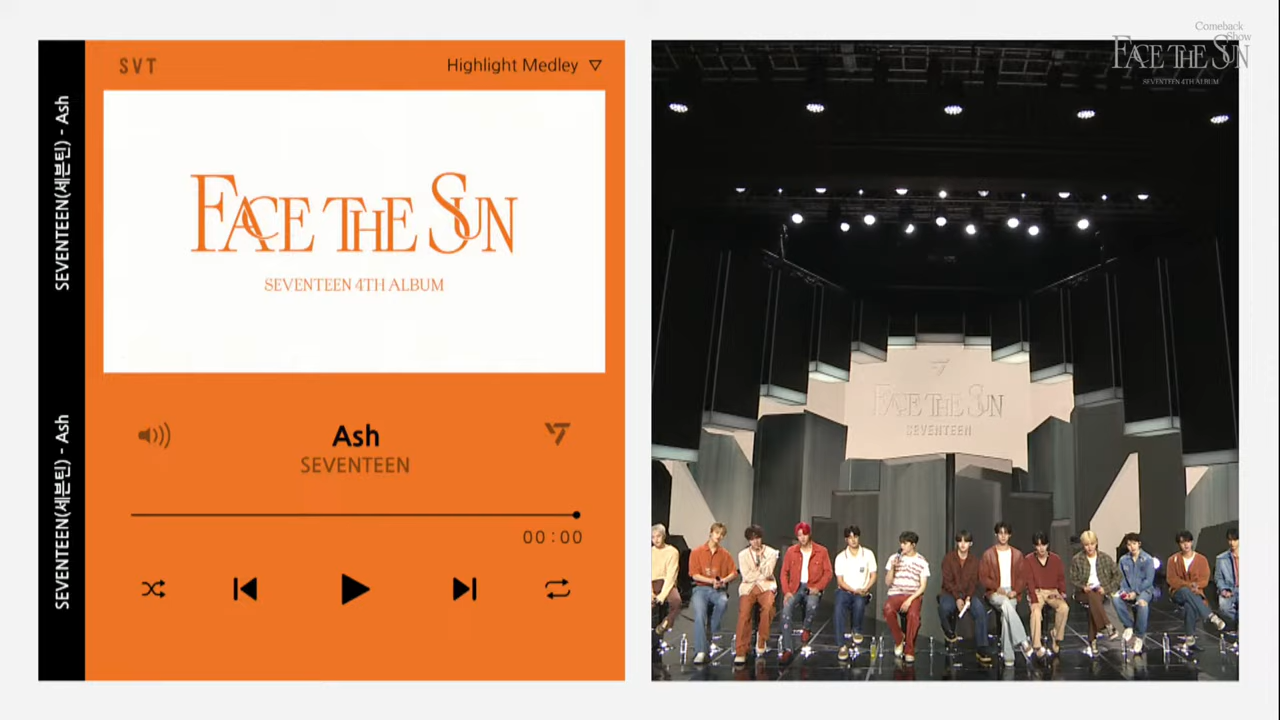 SEVENTEEN(세븐틴) - Ash
SEVENTEEN(세븐틴) - Ash
SVT
Highlight Medley
FACE THE SUN
SEVENTEEN 4TH ALBUM
Ash
SEVENTEEN
00:00
Comeback
Show
FACE THE SUN
SEVENTEEN 4TH ALBUM
FACE THE SUN
SEVENTEEN